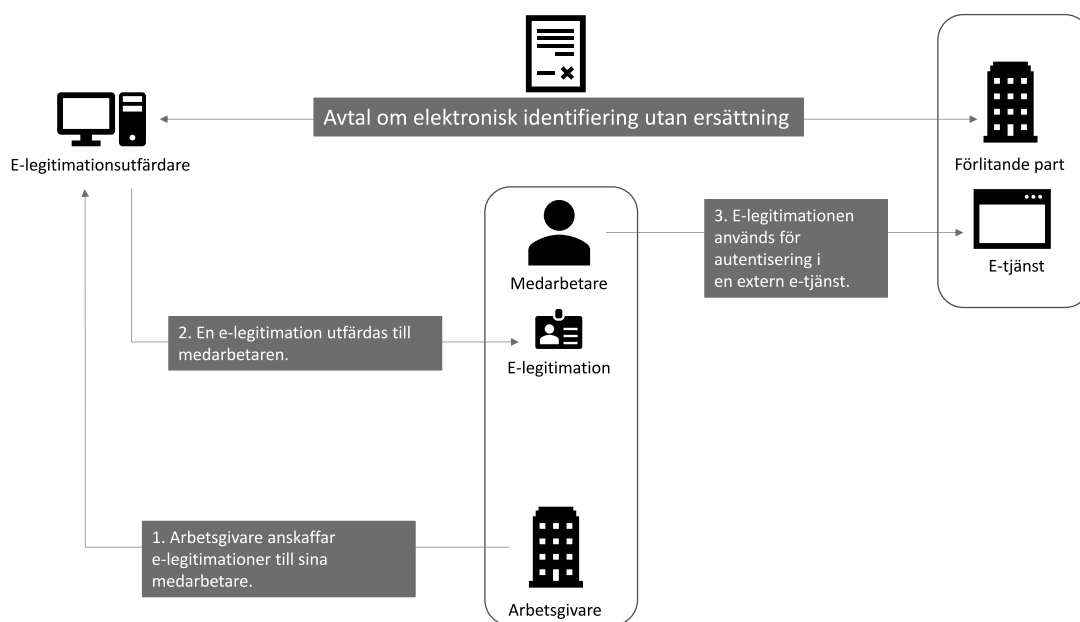 Avtal om elektronisk identifiering utan ersättning
E-legitimationsutfärdare
Förlitande part
3. E-legitimationen
används för
autentisering i
en extern e-tjänst.
E-tjänst
Medarbetare
2. En e-legitimation utfärdas till
medarbetaren.
E-legitimation
1. Arbetsgivare anskaffar
e-legitimationer till sina
medarbetare.
Arbetsgivare